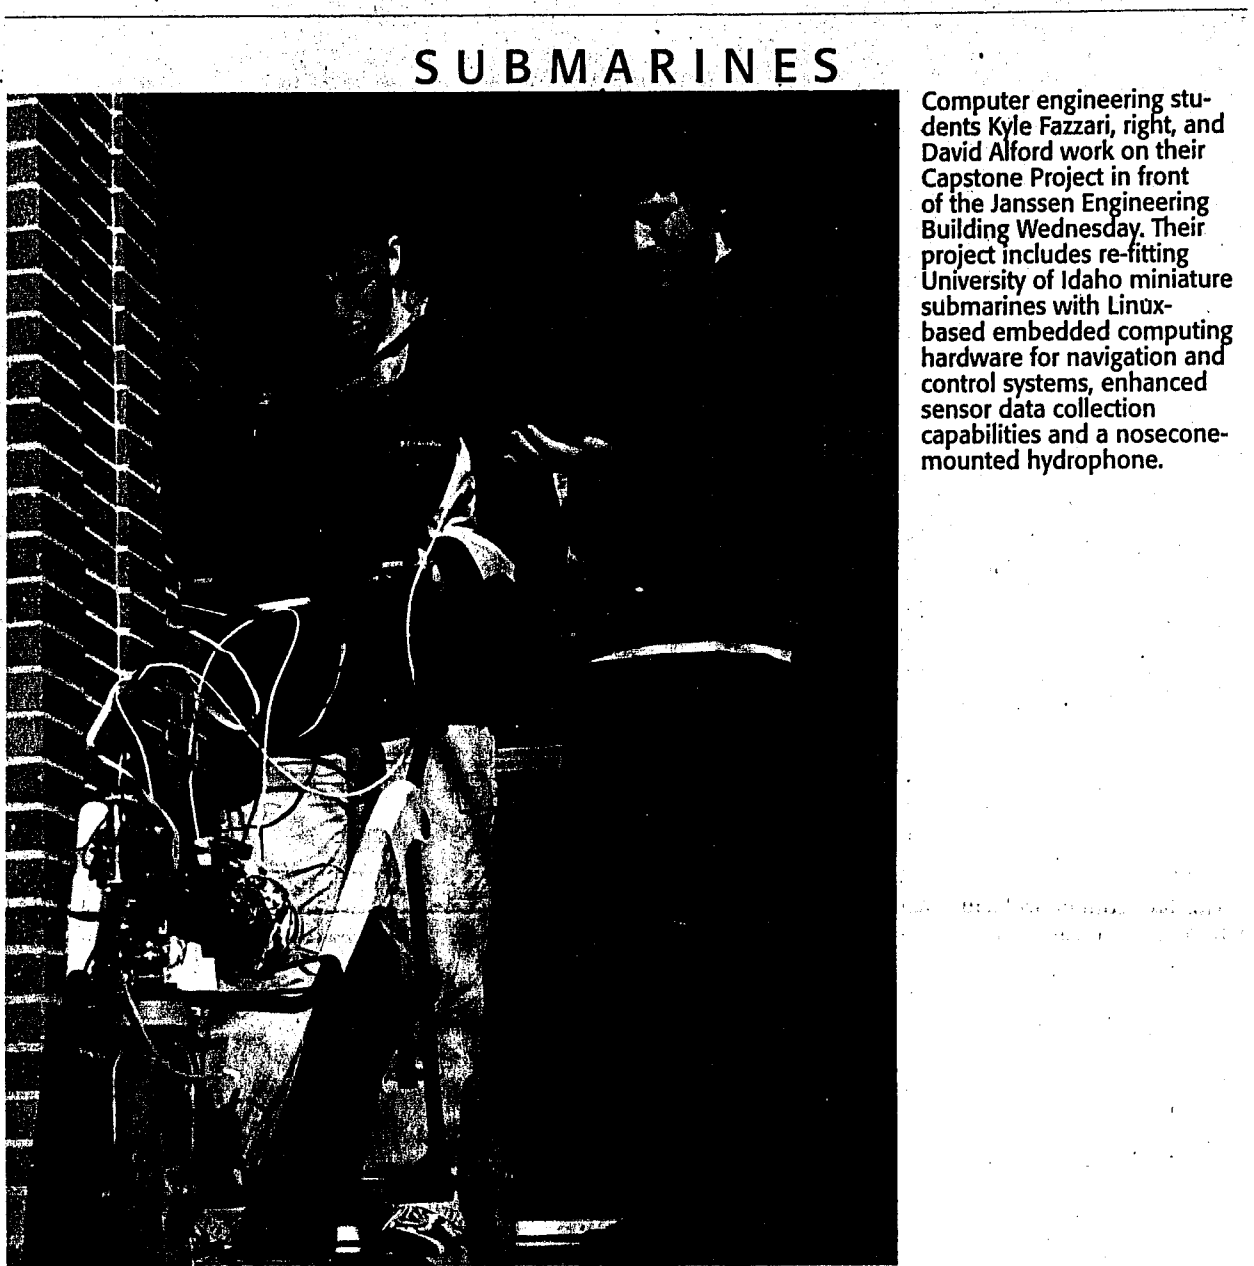 SUBMARINES
Computer engineering stu-
dents Kyle Fazzari, right, and
David Alford work on their
Capstone Project in front
of the Janssen Engineering
Building Wednesday. Their
project includes re-fitting
University of Idaho miniature
submarines with Linux-
based embedded computing
hardware for navigation and
control systems, enhanced
sensor data collection
capabilities and a nosecone-
mounted hydrophone.